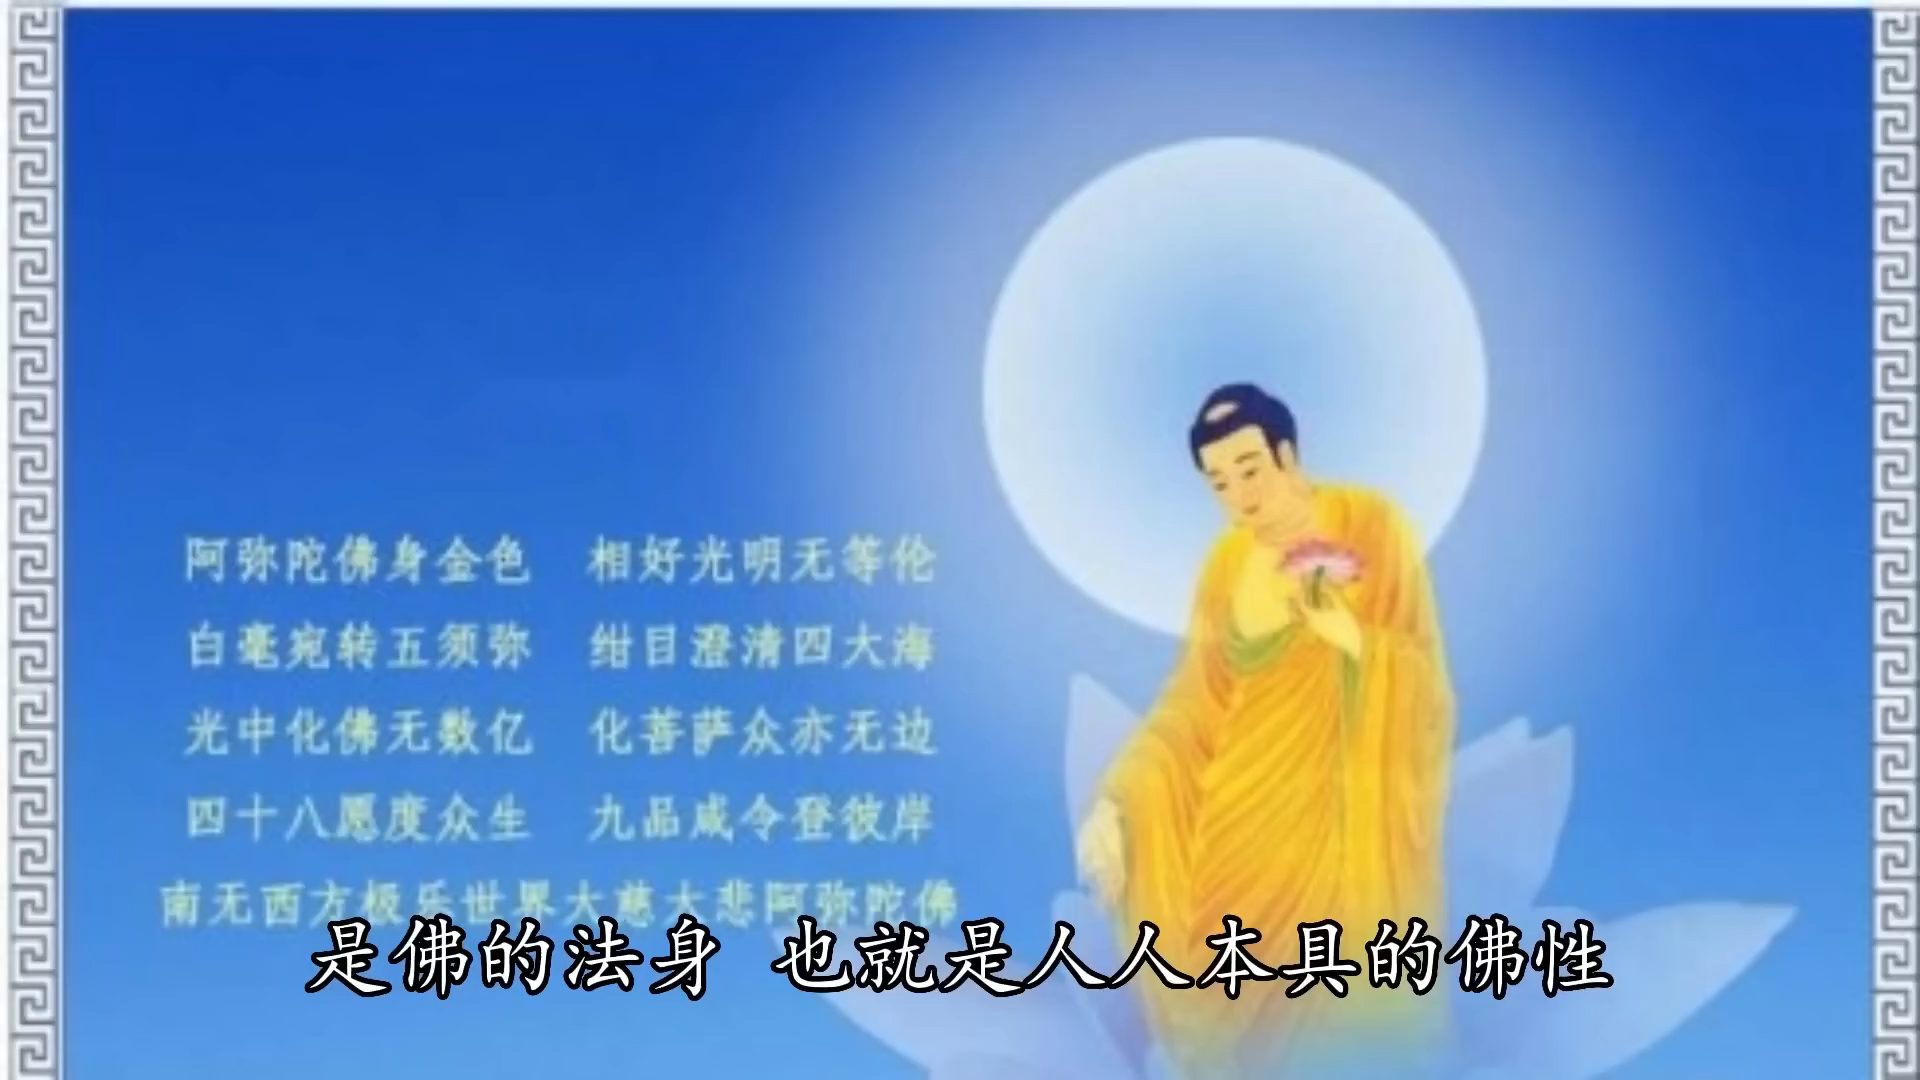 阿弥陀佛身金色　相好光明无等伦
白毫宛转五须弥　绀目澄清四大海
光中化佛无数亿　化菩萨众亦无边
四十八愿度众生　九品咸令登彼岸
南无西方极乐世界大慈大悲阿弥陀佛
是佛的法身 也就是人人本具的佛性